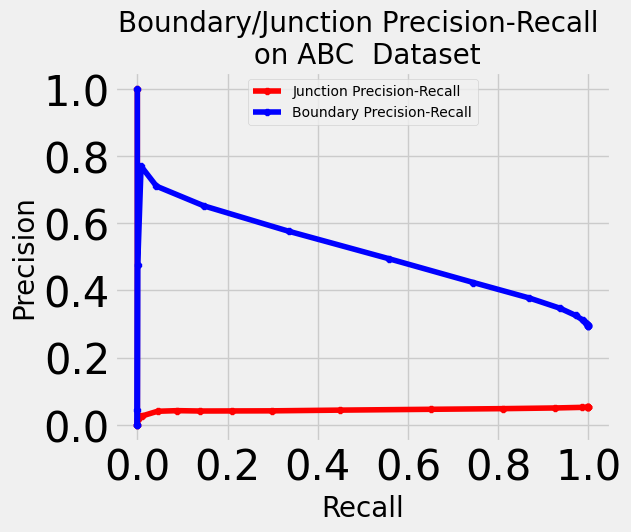 Boundary/Junction Precision-Recall
on ABC  Dataset
Junction Precision-Recall
Boundary Precision-Recall
Precision
1.0
0.8
0.6
0.4
0.2
0.0
0.0 0.2 0.4 0.6 0.8 1.0
Recall